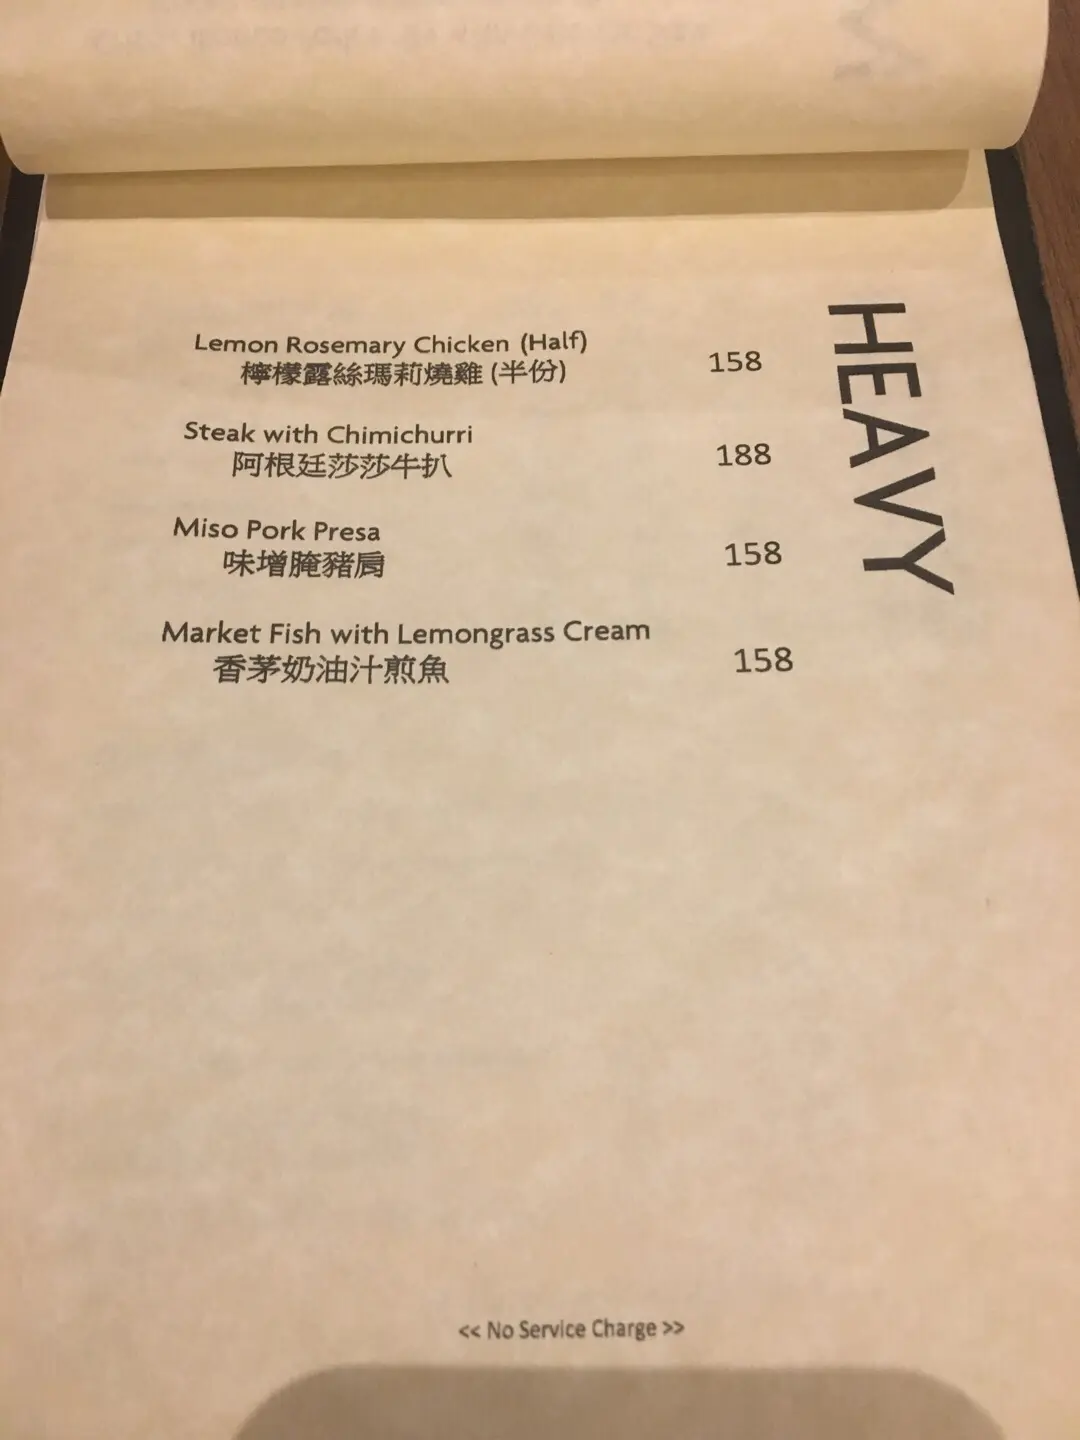 HEAVY
Lemon Rosemary Chicken (Half)
檸檬露絲瑪莉燒雞 (半份)
158
Steak with Chimichurri
阿根廷莎莎牛扒
188
Miso Pork Presa
味增腌豬肩
158
Market Fish with Lemongrass Cream
香茅奶油汁煎魚
158
<< No Service Charge >>